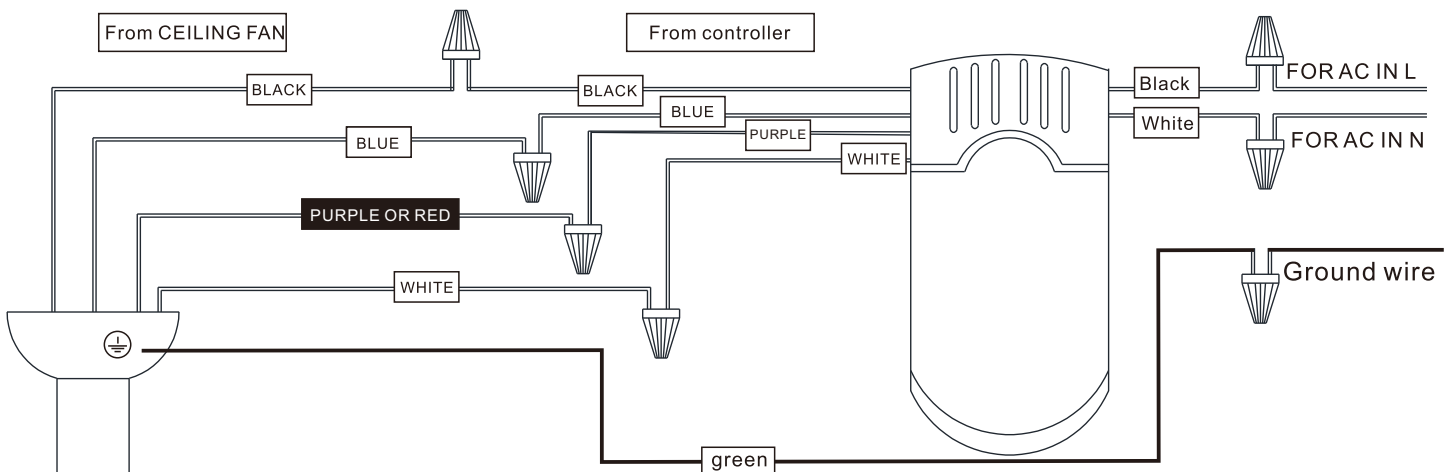 From CEILING FAN
From controller
BLACK
BLACK
Black
FOR AC IN L
BLUE
BLUE
White
PURPLE
FOR AC IN N
WHITE
PURPLE OR RED
WHITE
Ground wire
green